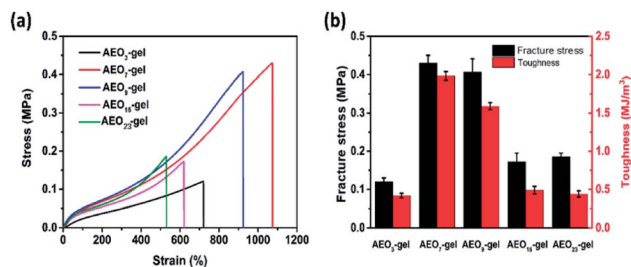 (a)
0.5
0.4
0.3
0.2
0.1
0.0
Stress (MPa)
AEO3-gel
AEO7-gel
AEO9-gel
AEO15-gel
AEO23-gel
0 200 400 600 800 1000 1200
Strain (%)
(b)
0.5
0.4
0.3
0.2
0.1
0.0
Fracture stress (MPa)
Fracture stress
Toughness
2.5
2.0
1.5
1.0
0.5
0.0
Toughness (MJ/m³)
AEO3-gel AEO7-gel AEO9-gel AEO15-gel AEO23-gel